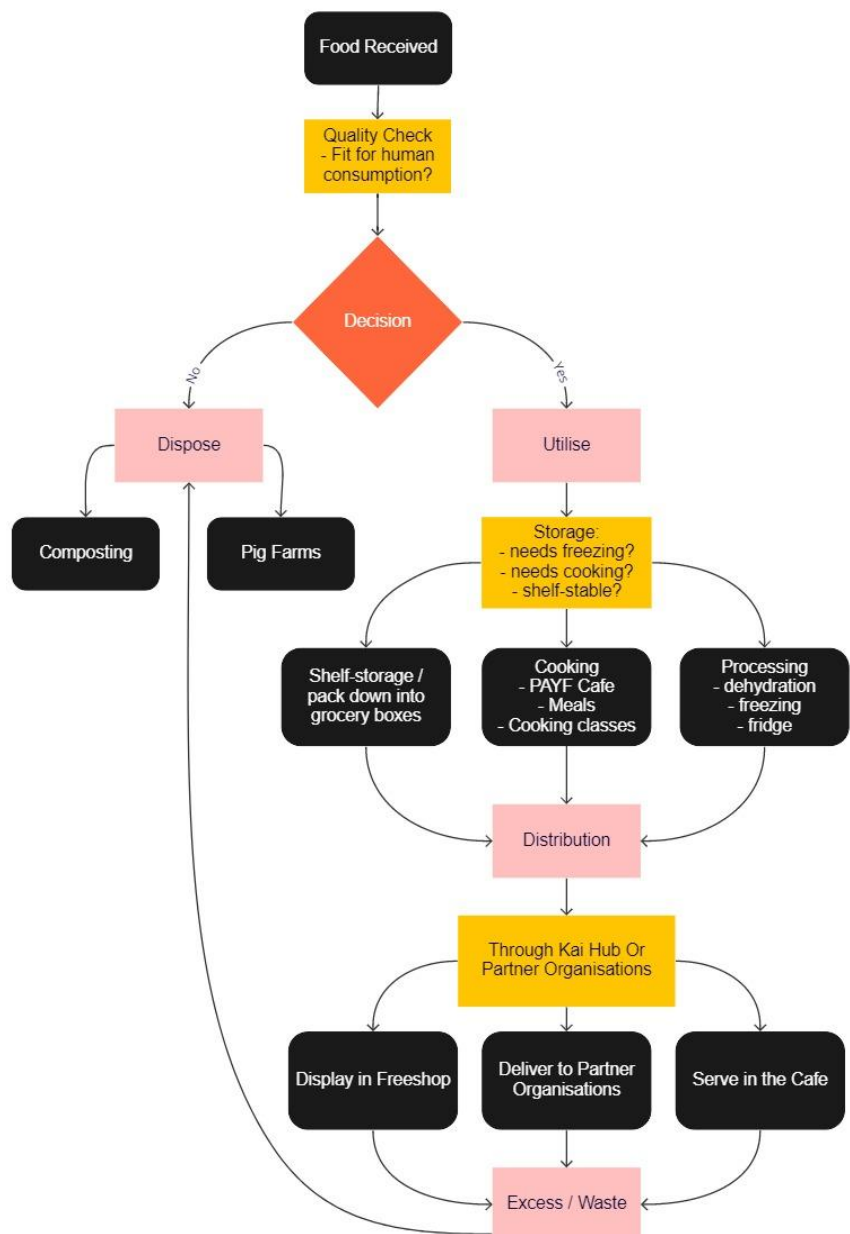 Food Received
Quality Check
- Fit for human
consumption?
Decision
No
Yes
Dispose
Utilise
Composting
Pig Farms
Storage:
- needs freezing?
- needs cooking?
- shelf-stable?
Shelf-storage /
pack down into
grocery boxes
Cooking
- PAYF Cafe
- Meals
- Cooking classes
Processing
- dehydration
- freezing
- fridge
Distribution
Through Kai Hub Or
Partner Organisations
Display in Freeshop
Deliver to Partner
Organisations
Serve in the Cafe
Excess / Waste